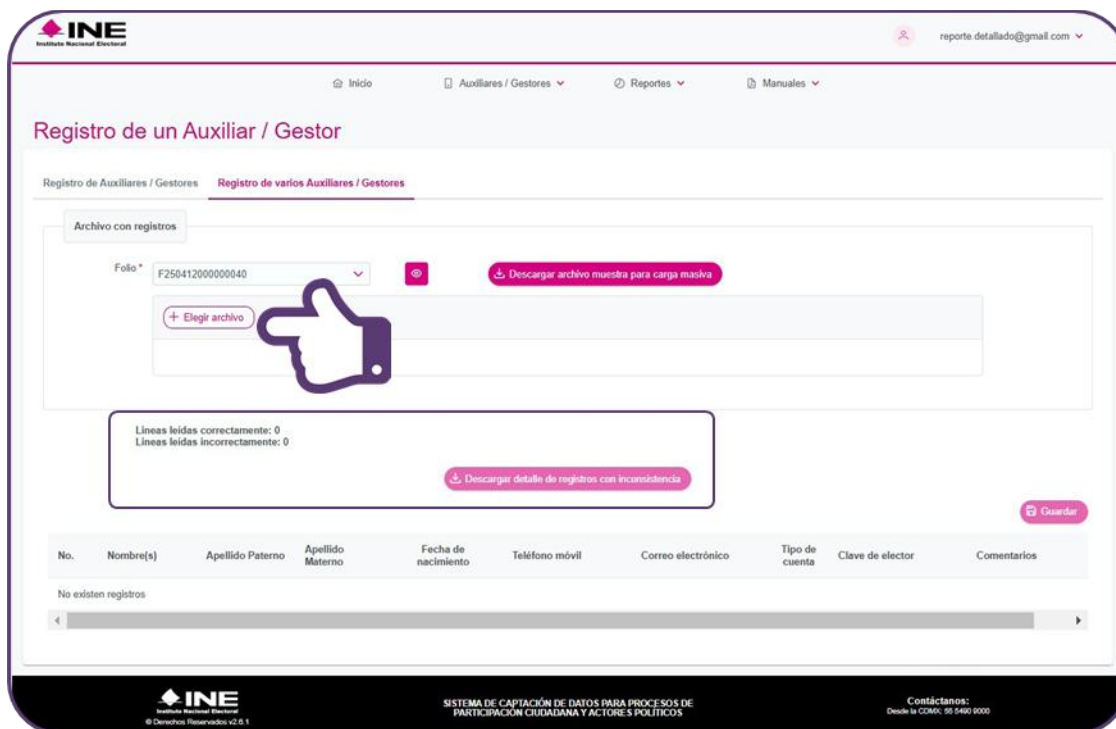 INE
Instituto Nacional Electoral
reporte.detallado@gmail.com
Inicio
Auxiliares / Gestores
Reportes
Manuales
Registro de un Auxiliar / Gestor
Registro de Auxiliares / Gestores
Registro de varios Auxiliares / Gestores
Archivo con registros
Folio *
F250412000000040
Descargar archivo muestra para carga masiva
+ Elegir archivo
Lineas leídas correctamente: 0
Lineas leídas incorrectamente: 0
Descargar detalle de registros con inconsistencia
Guardar
No.
Nombre(s)
Apellido Paterno
Apellido
Materno
Fecha de
nacimiento
Teléfono móvil
Correo electrónico
Tipo de
cuenta
Clave de elector
Comentarios
No existen registros
INE
Instituto Nacional Electoral
© Derechos Reservados v2.6.1
SISTEMA DE CAPTACIÓN DE DATOS PARA PROCESOS DE
PARTICIPACIÓN CIUDADANA Y ACTORES POLÍTICOS
Contáctanos:
Desde la CDMX: 55 5490 9000